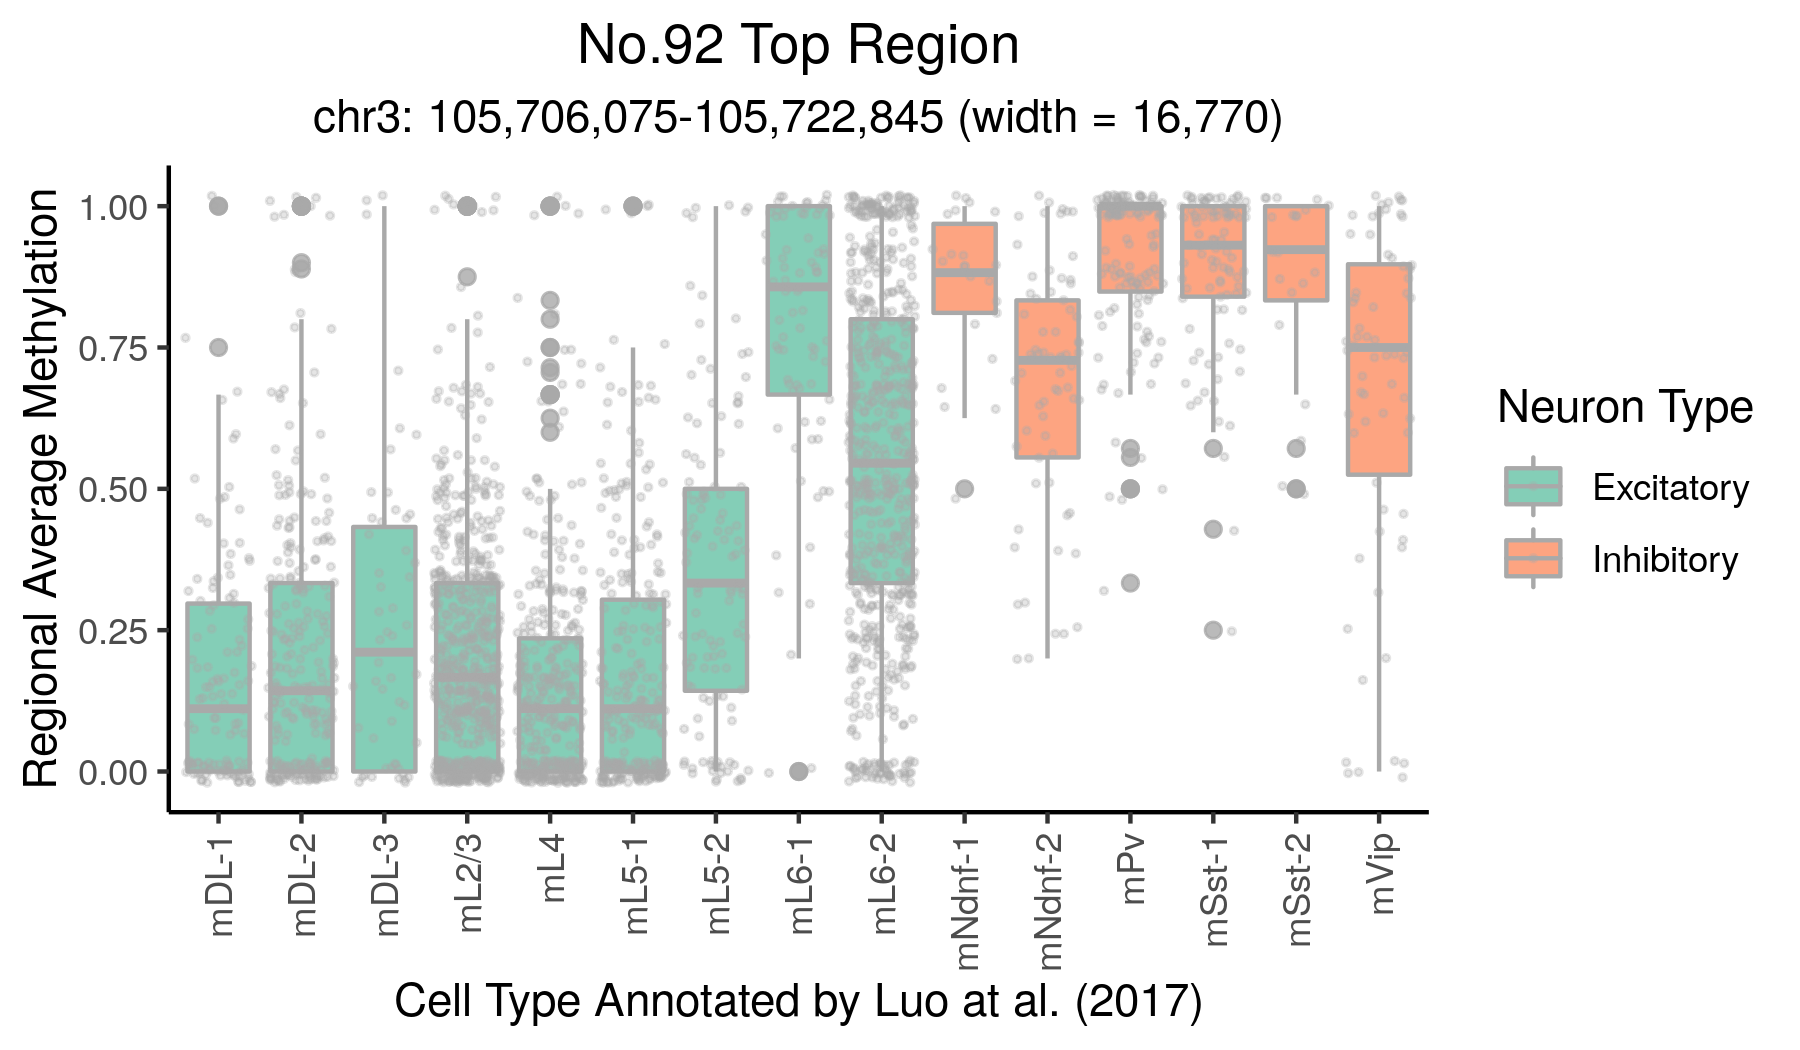 No.92 Top Region
chr3: 105,706,075-105,722,845 (width = 16,770)
Regional Average Methylation
1.00
0.75
0.50
0.25
0.00
mDL-1
mDL-2
mDL-3
mL2/3
mL4
mL5-1
mL5-2
mL6-1
mL6-2
mNdnf-1
mNdnf-2
mPv
mSst-1
mSst-2
mVip
Cell Type Annotated by Luo at al. (2017)
Neuron Type
Excitatory
Inhibitory